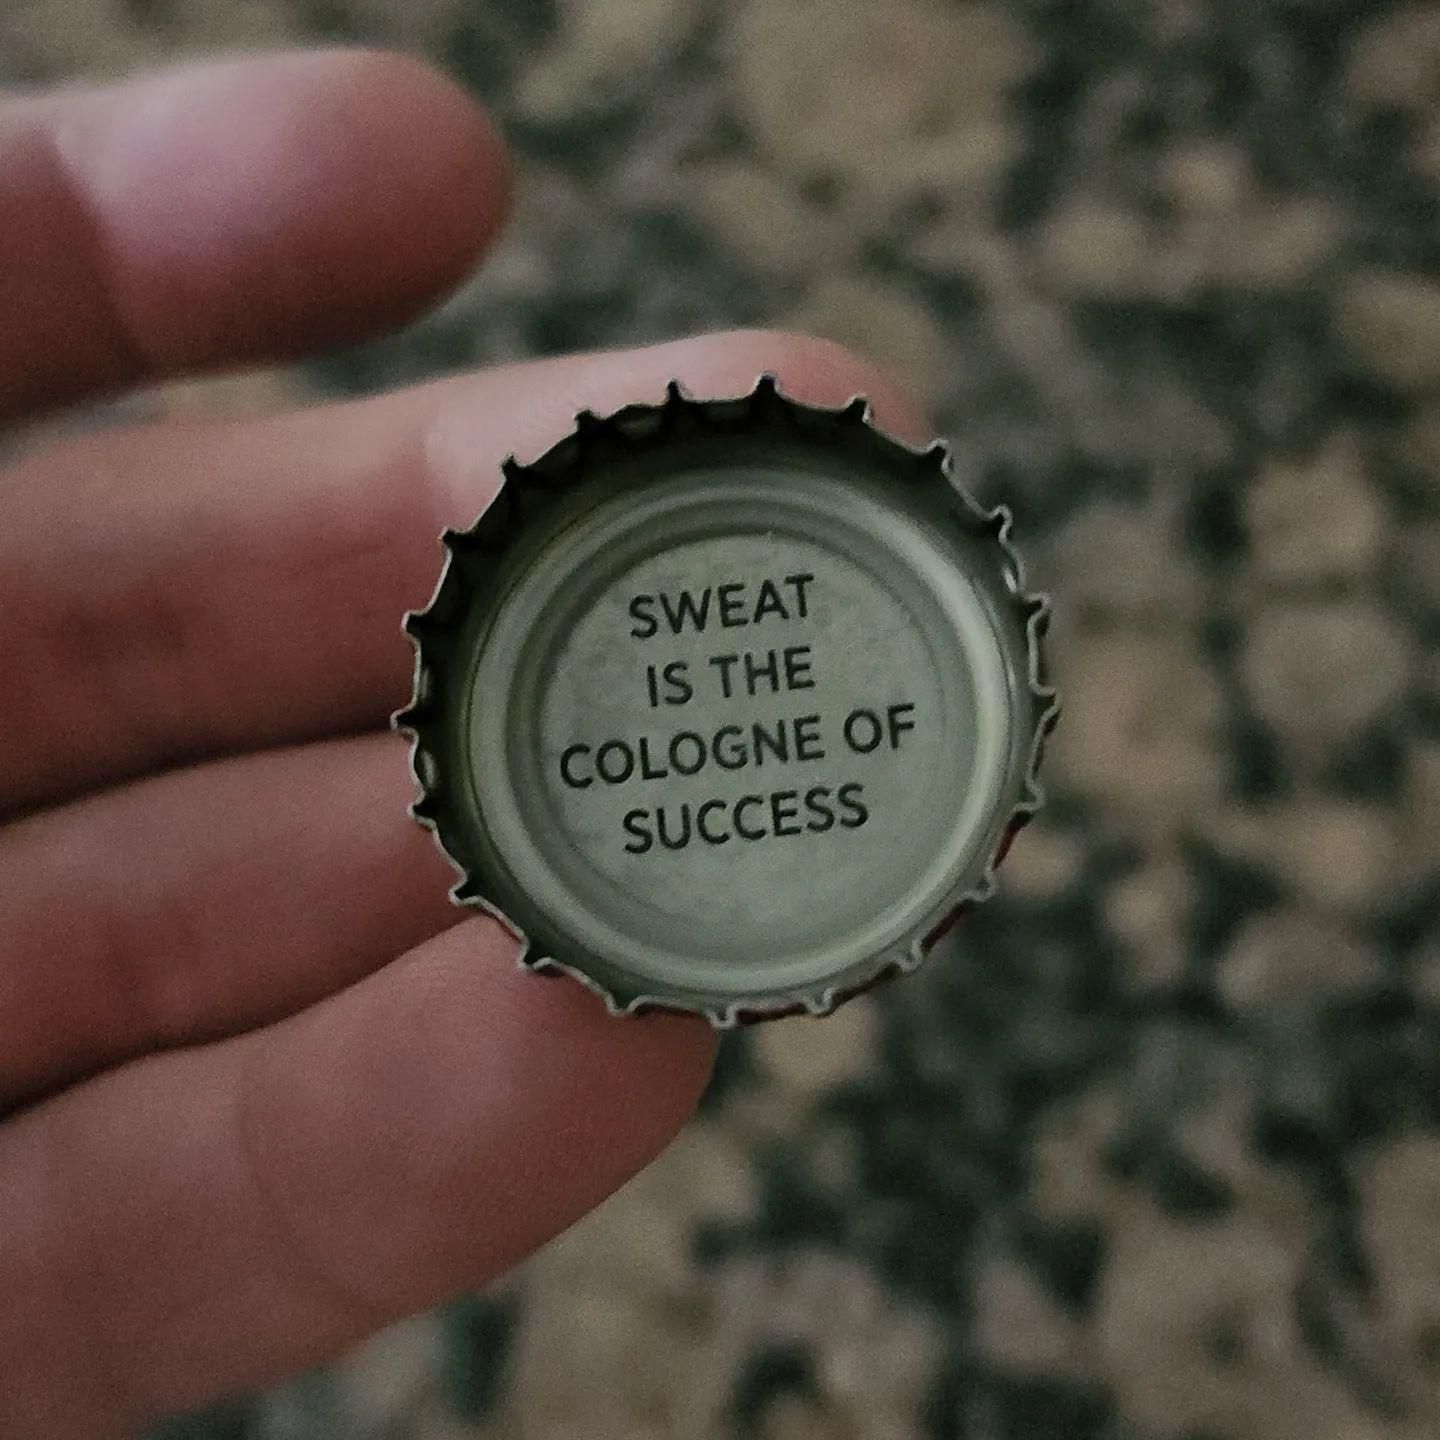 SWEAT
IS THE
COLOGNE OF
SUCCESS